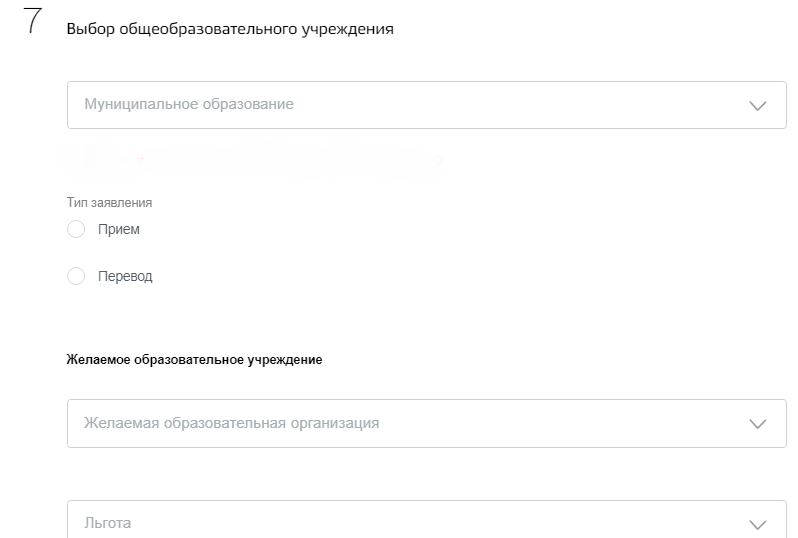 7
Выбор общеобразовательного учреждения
Муниципальное образование
Тип заявления
Прием
Перевод
Желаемое образовательное учреждение
Желаемая образовательная организация
Льгота